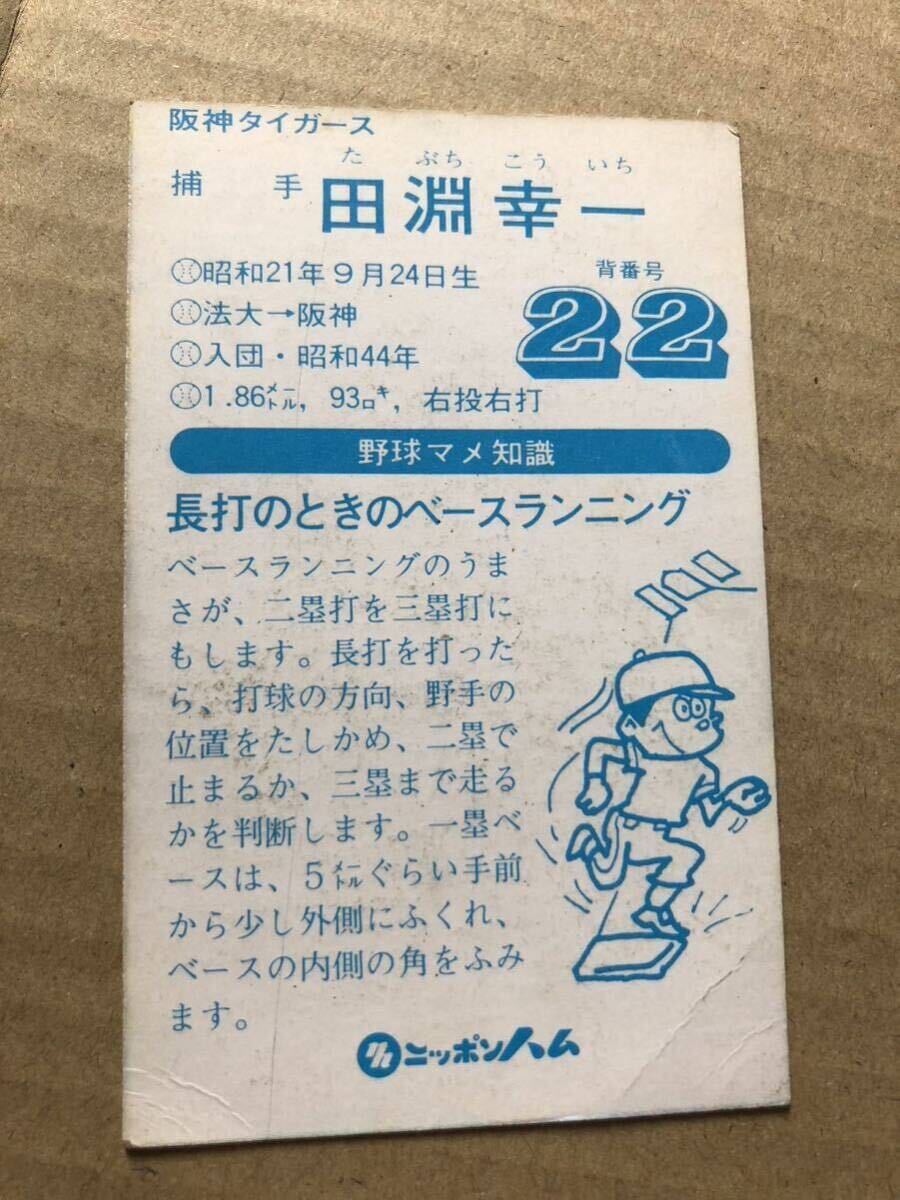 阪神タイガース
た ぶち こう いち
捕手 田淵幸一
昭和21年9月24日生
背番号
22
法大→阪神
入団・昭和44年
1.86メートル, 93キロ, 右投右打
野球マメ知識
長打のときのベースランニング
ベースランニングのうま
さが、二塁打を三塁打に
もします。長打を打った
ら、打球の方向、野手の
位置をたしかめ、二塁で
止まるか、三塁まで走る
かを判断します。一塁ベ
ースは、5メートルぐらい手前
から少し外側にふくれ、
ベースの内側の角をふみ
ます。
ニッポンハム